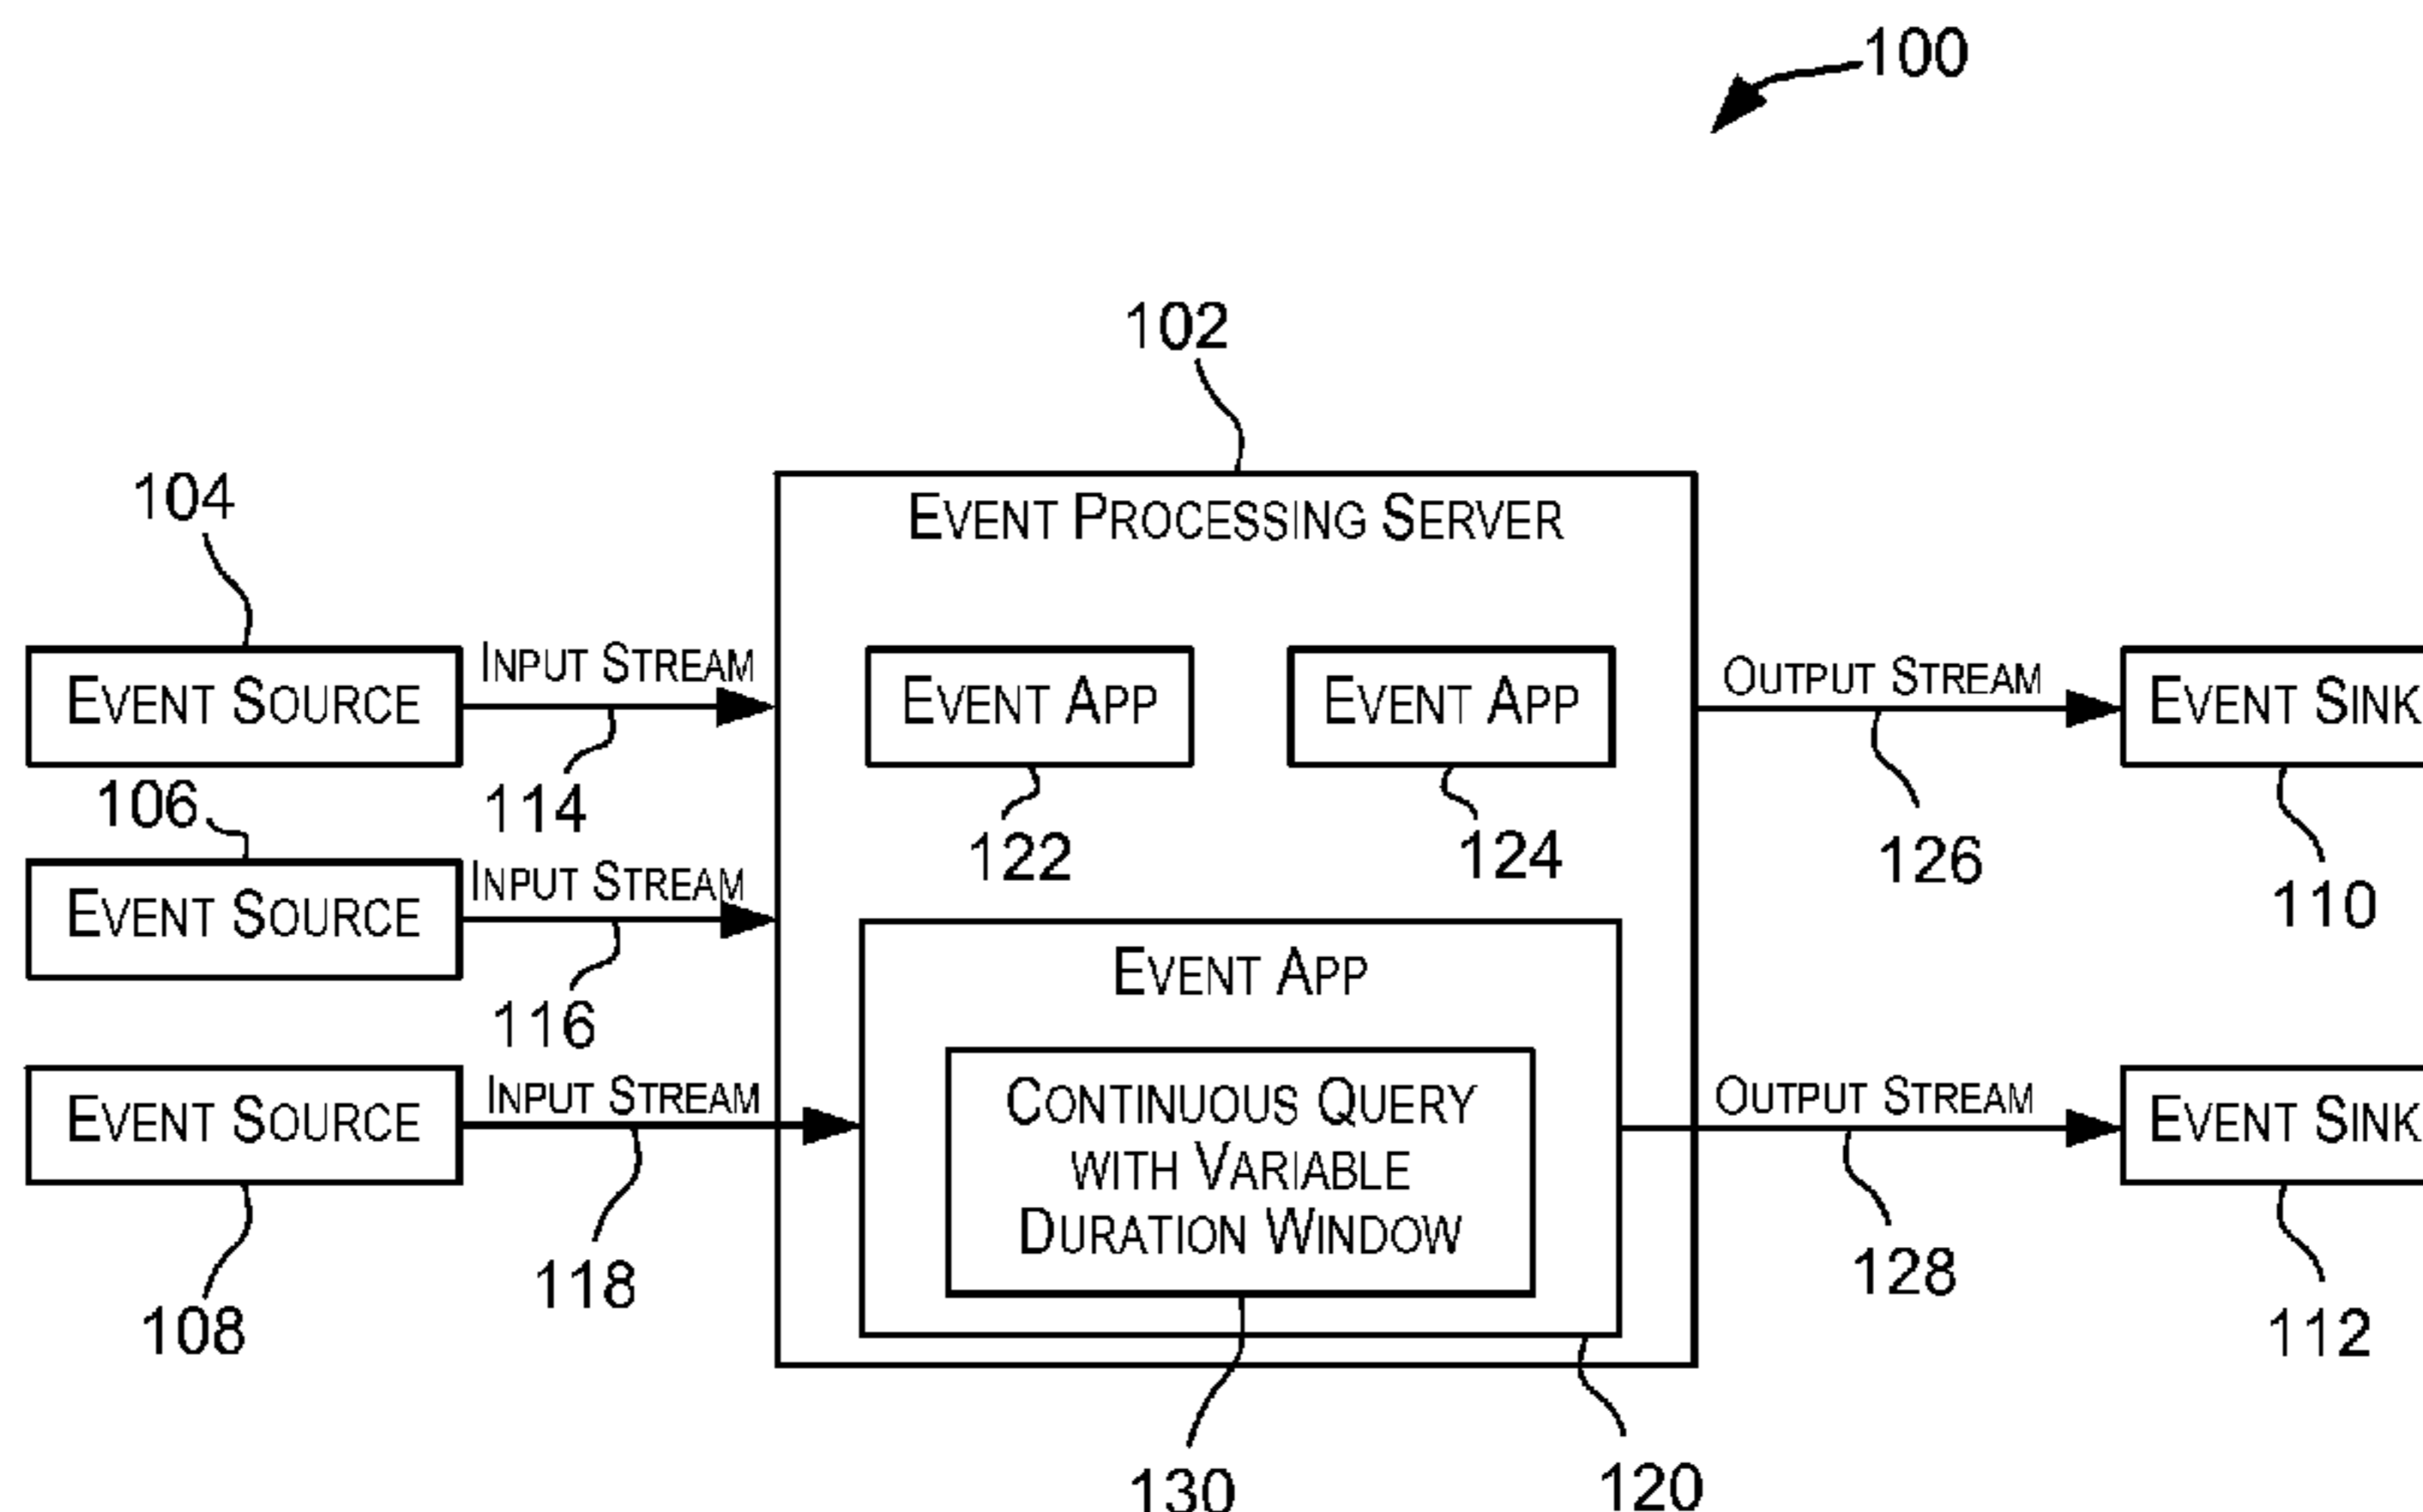 100
102
EVENT PROCESSING SERVER
104
EVENT SOURCE
INPUT STREAM
114
EVENT APP
122
EVENT APP
124
OUTPUT STREAM
126
EVENT SINK
110
106
EVENT SOURCE
INPUT STREAM
116
EVENT APP
CONTINUOUS QUERY
WITH VARIABLE
DURATION WINDOW
EVENT SOURCE
108
INPUT STREAM
118
OUTPUT STREAM
128
EVENT SINK
112
130
120